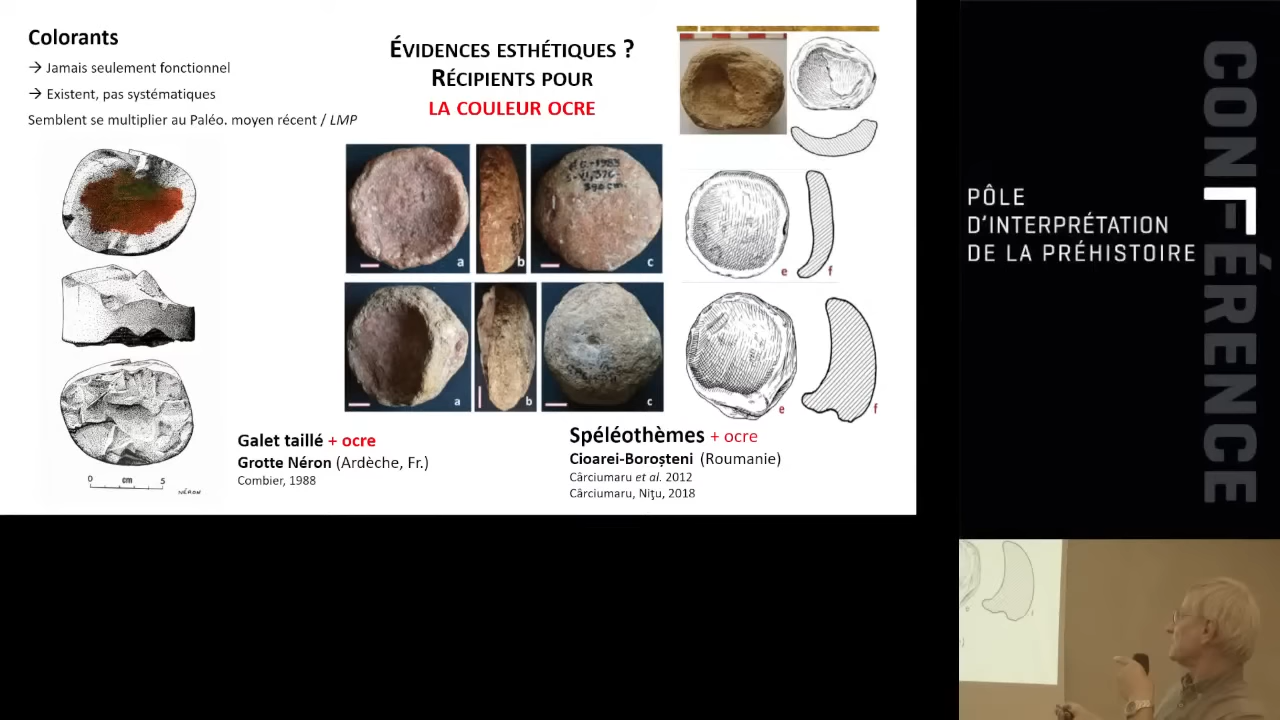 Colorants
→ Jamais seulement fonctionnel
→ Existent, pas systématiques
Semblent se multiplier au Paléo. moyen récent / LMP
ÉVIDENCES ESTHÉTIQUES ?
RÉCIPIENTS POUR
LA COULEUR OCRE
a
b
c
e
f
a
b
c
e
f
0
cm
5
NÉRON
Galet taillé + ocre
Grotte Néron (Ardèche, Fr.)
Combier, 1988
Spéléothèmes + ocre
Cioarei-Boroșteni (Roumanie)
Cârciumaru et al. 2012
Cârciumaru, Niţu, 2018
PÔLE
D'INTERPRÉTATION
DE LA PRÉHISTOIRE
CONFÉRENCE